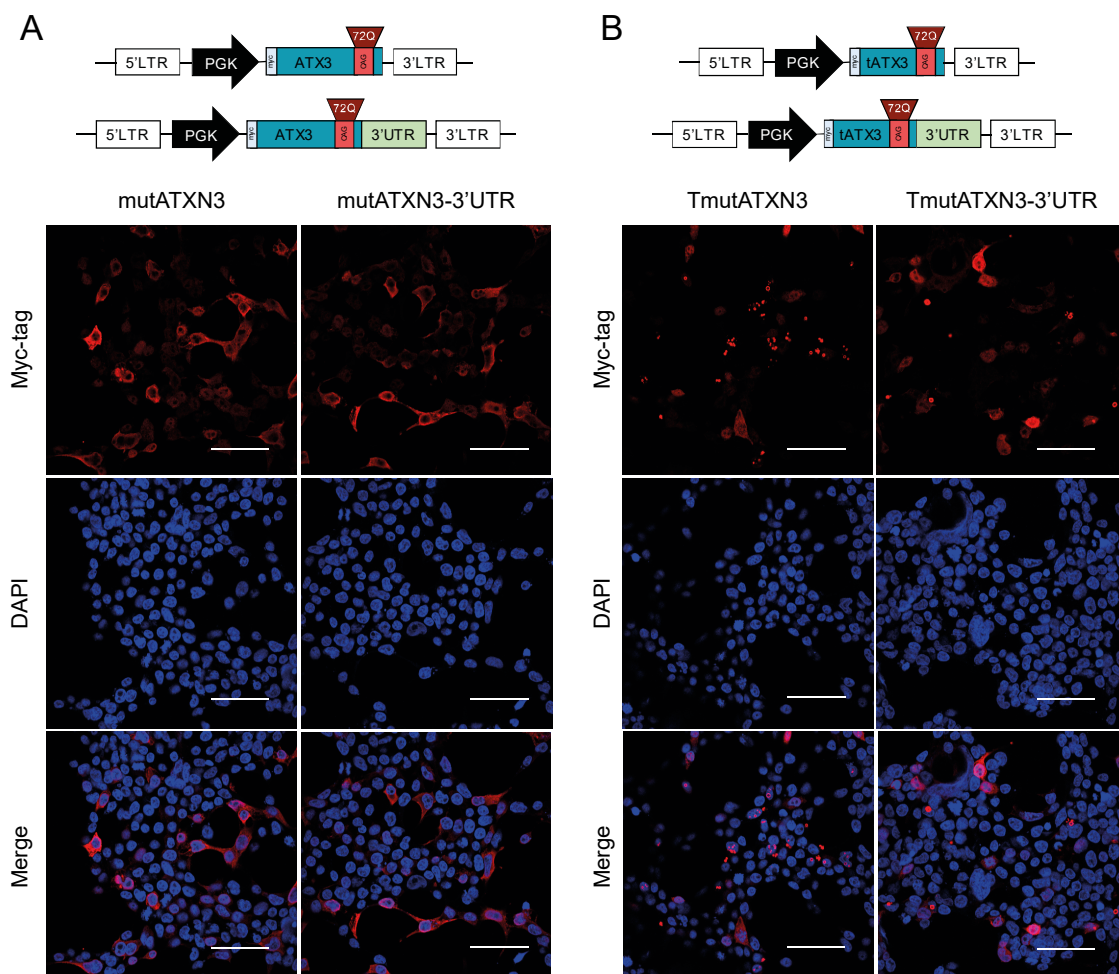 A
72Q
5'LTR PGK myc ATX3 CAG 3'LTR
72Q
5'LTR PGK myc ATX3 CAG 3'UTR 3'LTR
mutATXN3 mutATXN3-3'UTR
B
72Q
5'LTR PGK myc tATX3 CAG 3'LTR
72Q
5'LTR PGK myc tATX3 CAG 3'UTR 3'LTR
TmutATXN3 TmutATXN3-3'UTR
Myc-tag
DAPI
Merge
Myc-tag
DAPI
Merge